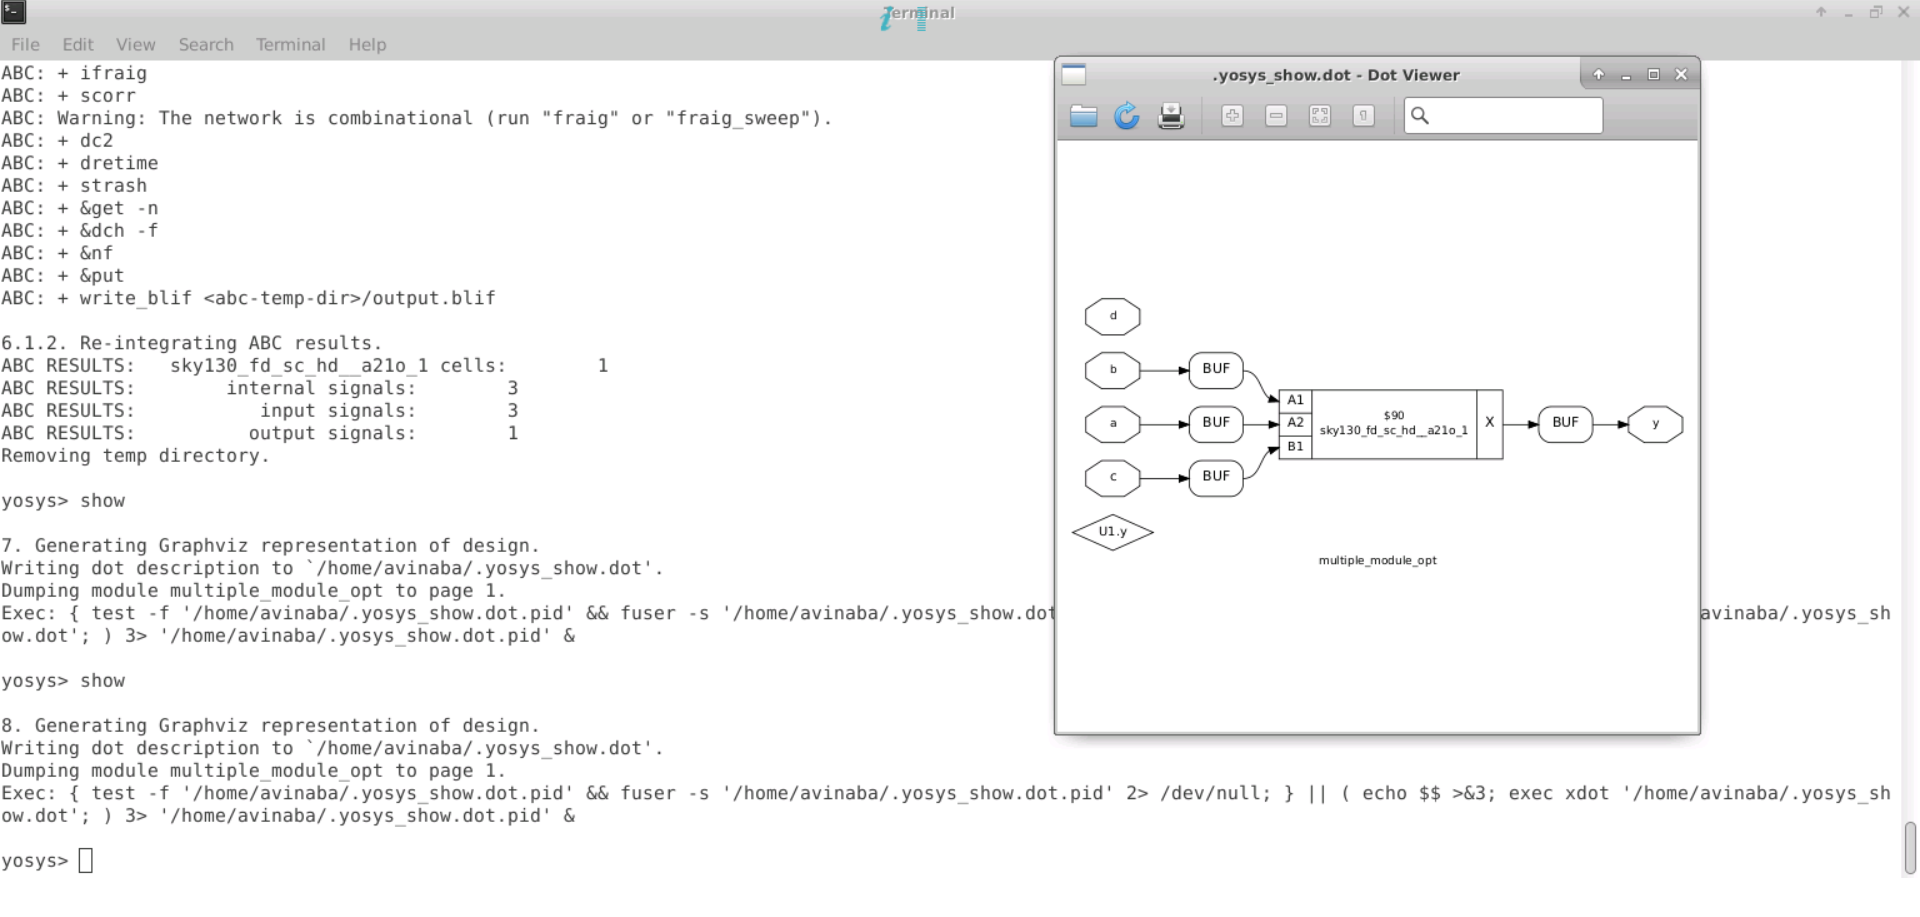 Terminal
File Edit View Search Terminal Help
ABC: + ifraig
ABC: + scorr
ABC: Warning: The network is combinational (run "fraig" or "fraig_sweep").
ABC: + dc2
ABC: + dretime
ABC: + strash
ABC: + &get -n
ABC: + &dch -f
ABC: + &nf
ABC: + &put
ABC: + write_blif <abc-temp-dir>/output.blif
6.1.2. Re-integrating ABC results.
ABC RESULTS:   sky130_fd_sc_hd__a21o_1 cells:        1
ABC RESULTS:        internal signals:        3
ABC RESULTS:           input signals:        3
ABC RESULTS:          output signals:        1
Removing temp directory.
yosys> show
7. Generating Graphviz representation of design.
Writing dot description to `/home/avinaba/.yosys_show.dot'.
Dumping module multiple_module_opt to page 1.
Exec: { test -f '/home/avinaba/.yosys_show.dot.pid' && fuser -s '/home/avinaba/.yosys_show.dot avinaba/.yosys_sh
ow.dot'; ) 3> '/home/avinaba/.yosys_show.dot.pid' &
yosys> show
8. Generating Graphviz representation of design.
Writing dot description to `/home/avinaba/.yosys_show.dot'.
Dumping module multiple_module_opt to page 1.
Exec: { test -f '/home/avinaba/.yosys_show.dot.pid' && fuser -s '/home/avinaba/.yosys_show.dot.pid' 2> /dev/null; } || ( echo $$ >&3; exec xdot '/home/avinaba/.yosys_sh
ow.dot'; ) 3> '/home/avinaba/.yosys_show.dot.pid' &
yosys>
.yosys_show.dot - Dot Viewer
d
b BUF
a BUF
c BUF
A1
A2
B1
$90
sky130_fd_sc_hd__a21o_1
X
BUF
y
U1.y
multiple_module_opt